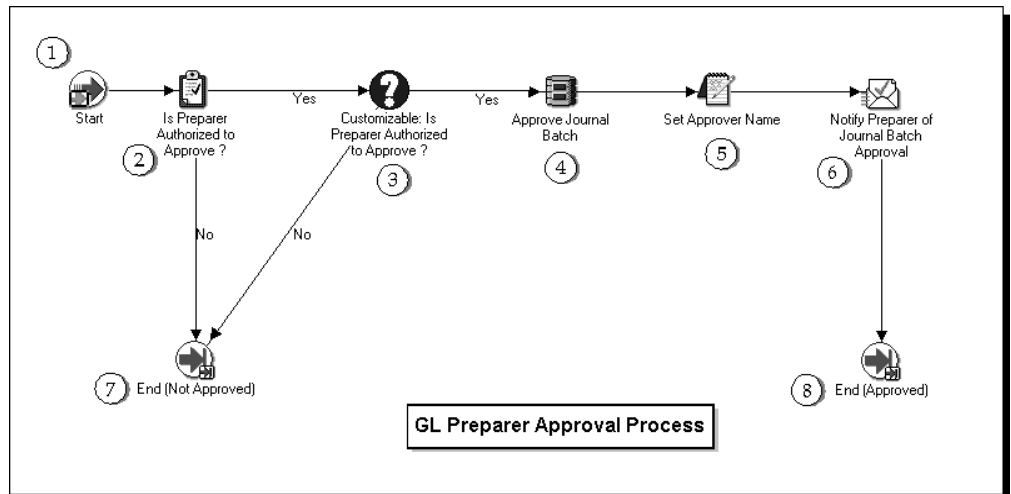 1
Start
2
Is Preparer
Authorized to
Approve ?
Yes
3
Customizable: Is
Preparer Authorized
to Approve ?
Yes
4
Approve Journal
Batch
5
Set Approver Name
6
Notify Preparer of
Journal Batch
Approval
No
No
7
End (Not Approved)
8
End (Approved)
GL Preparer Approval Process